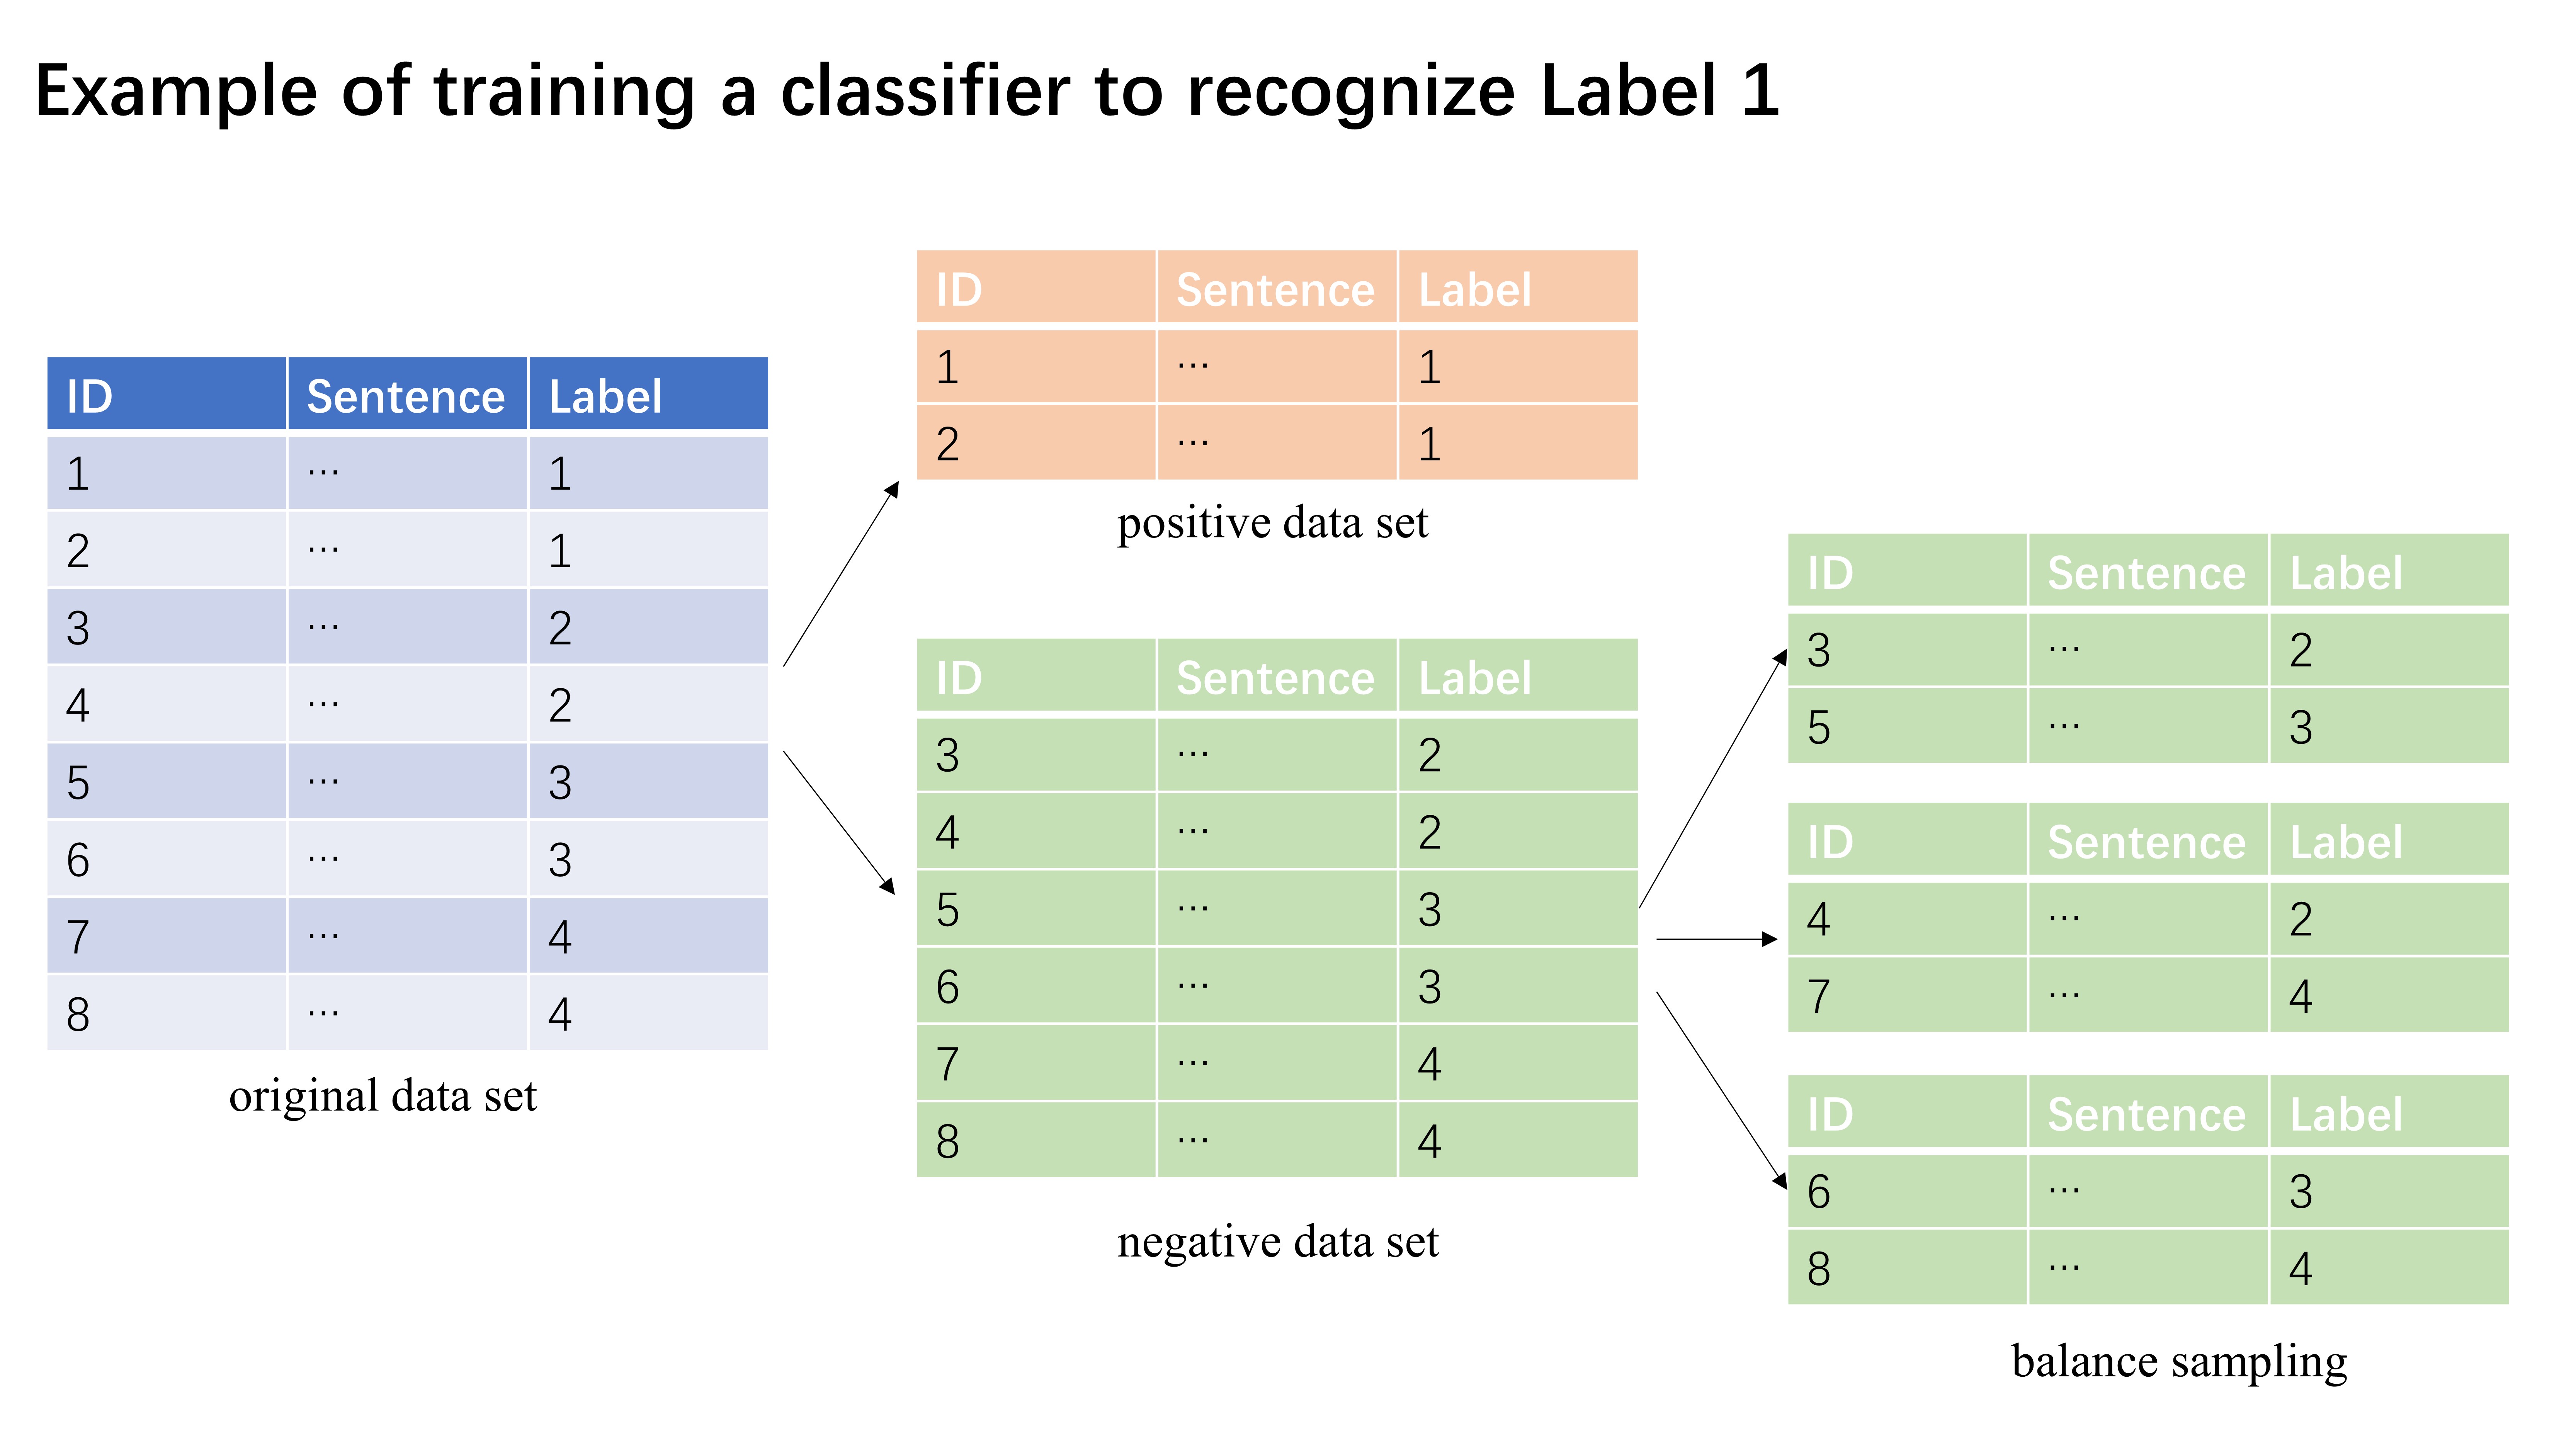 Example of training a classifier to recognize Label 1
ID Sentence Label
1 ... 1
2 ... 1
3 ... 2
4 ... 2
5 ... 3
6 ... 3
7 ... 4
8 ... 4
original data set
ID Sentence Label
1 ... 1
2 ... 1
positive data set
ID Sentence Label
3 ... 2
4 ... 2
5 ... 3
6 ... 3
7 ... 4
8 ... 4
negative data set
ID Sentence Label
3 ... 2
5 ... 3
ID Sentence Label
4 ... 2
7 ... 4
ID Sentence Label
6 ... 3
8 ... 4
balance sampling